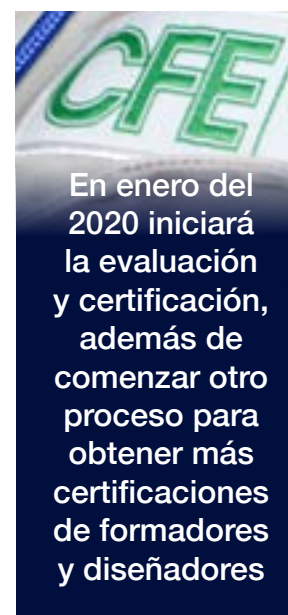 CFE
En enero del
2020 iniciará
la evaluación
y certificación,
además de
comenzar otro
proceso para
obtener más
certificaciones
de formadores
y diseñadores